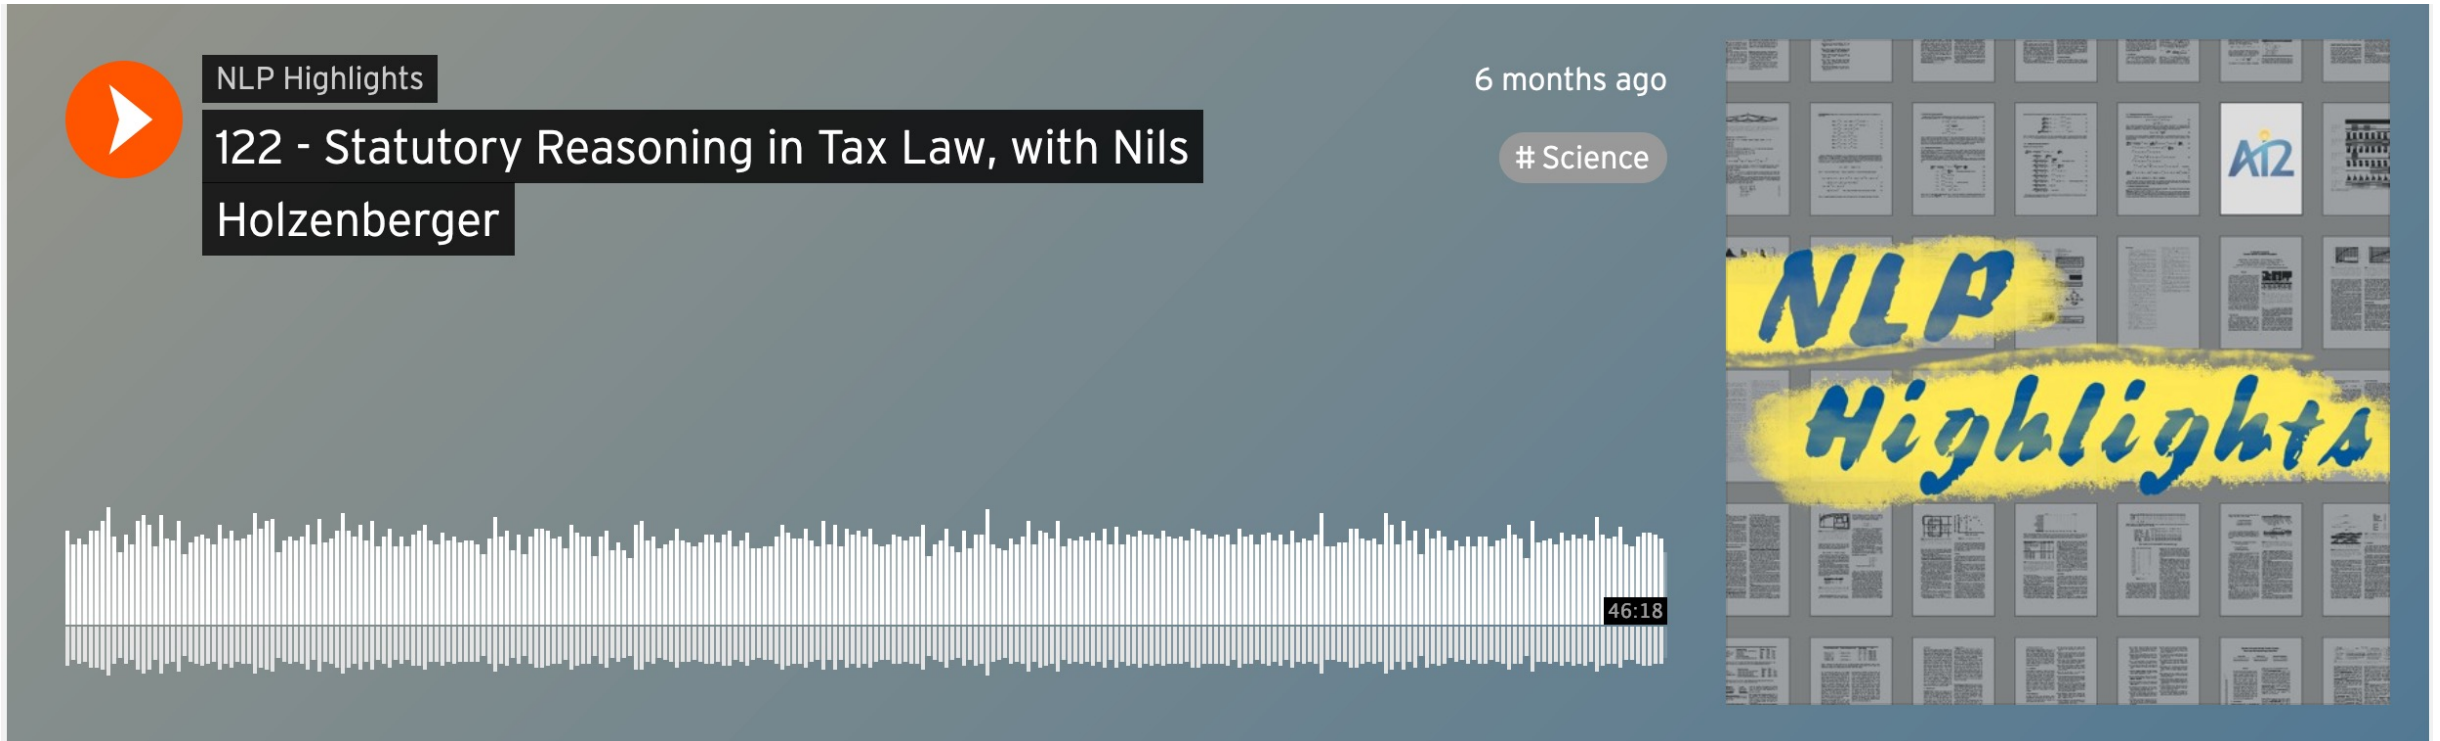 NLP Highlights
122 - Statutory Reasoning in Tax Law, with Nils
Holzenberger
6 months ago
# Science
46:18
AI2
NLP
Highlights